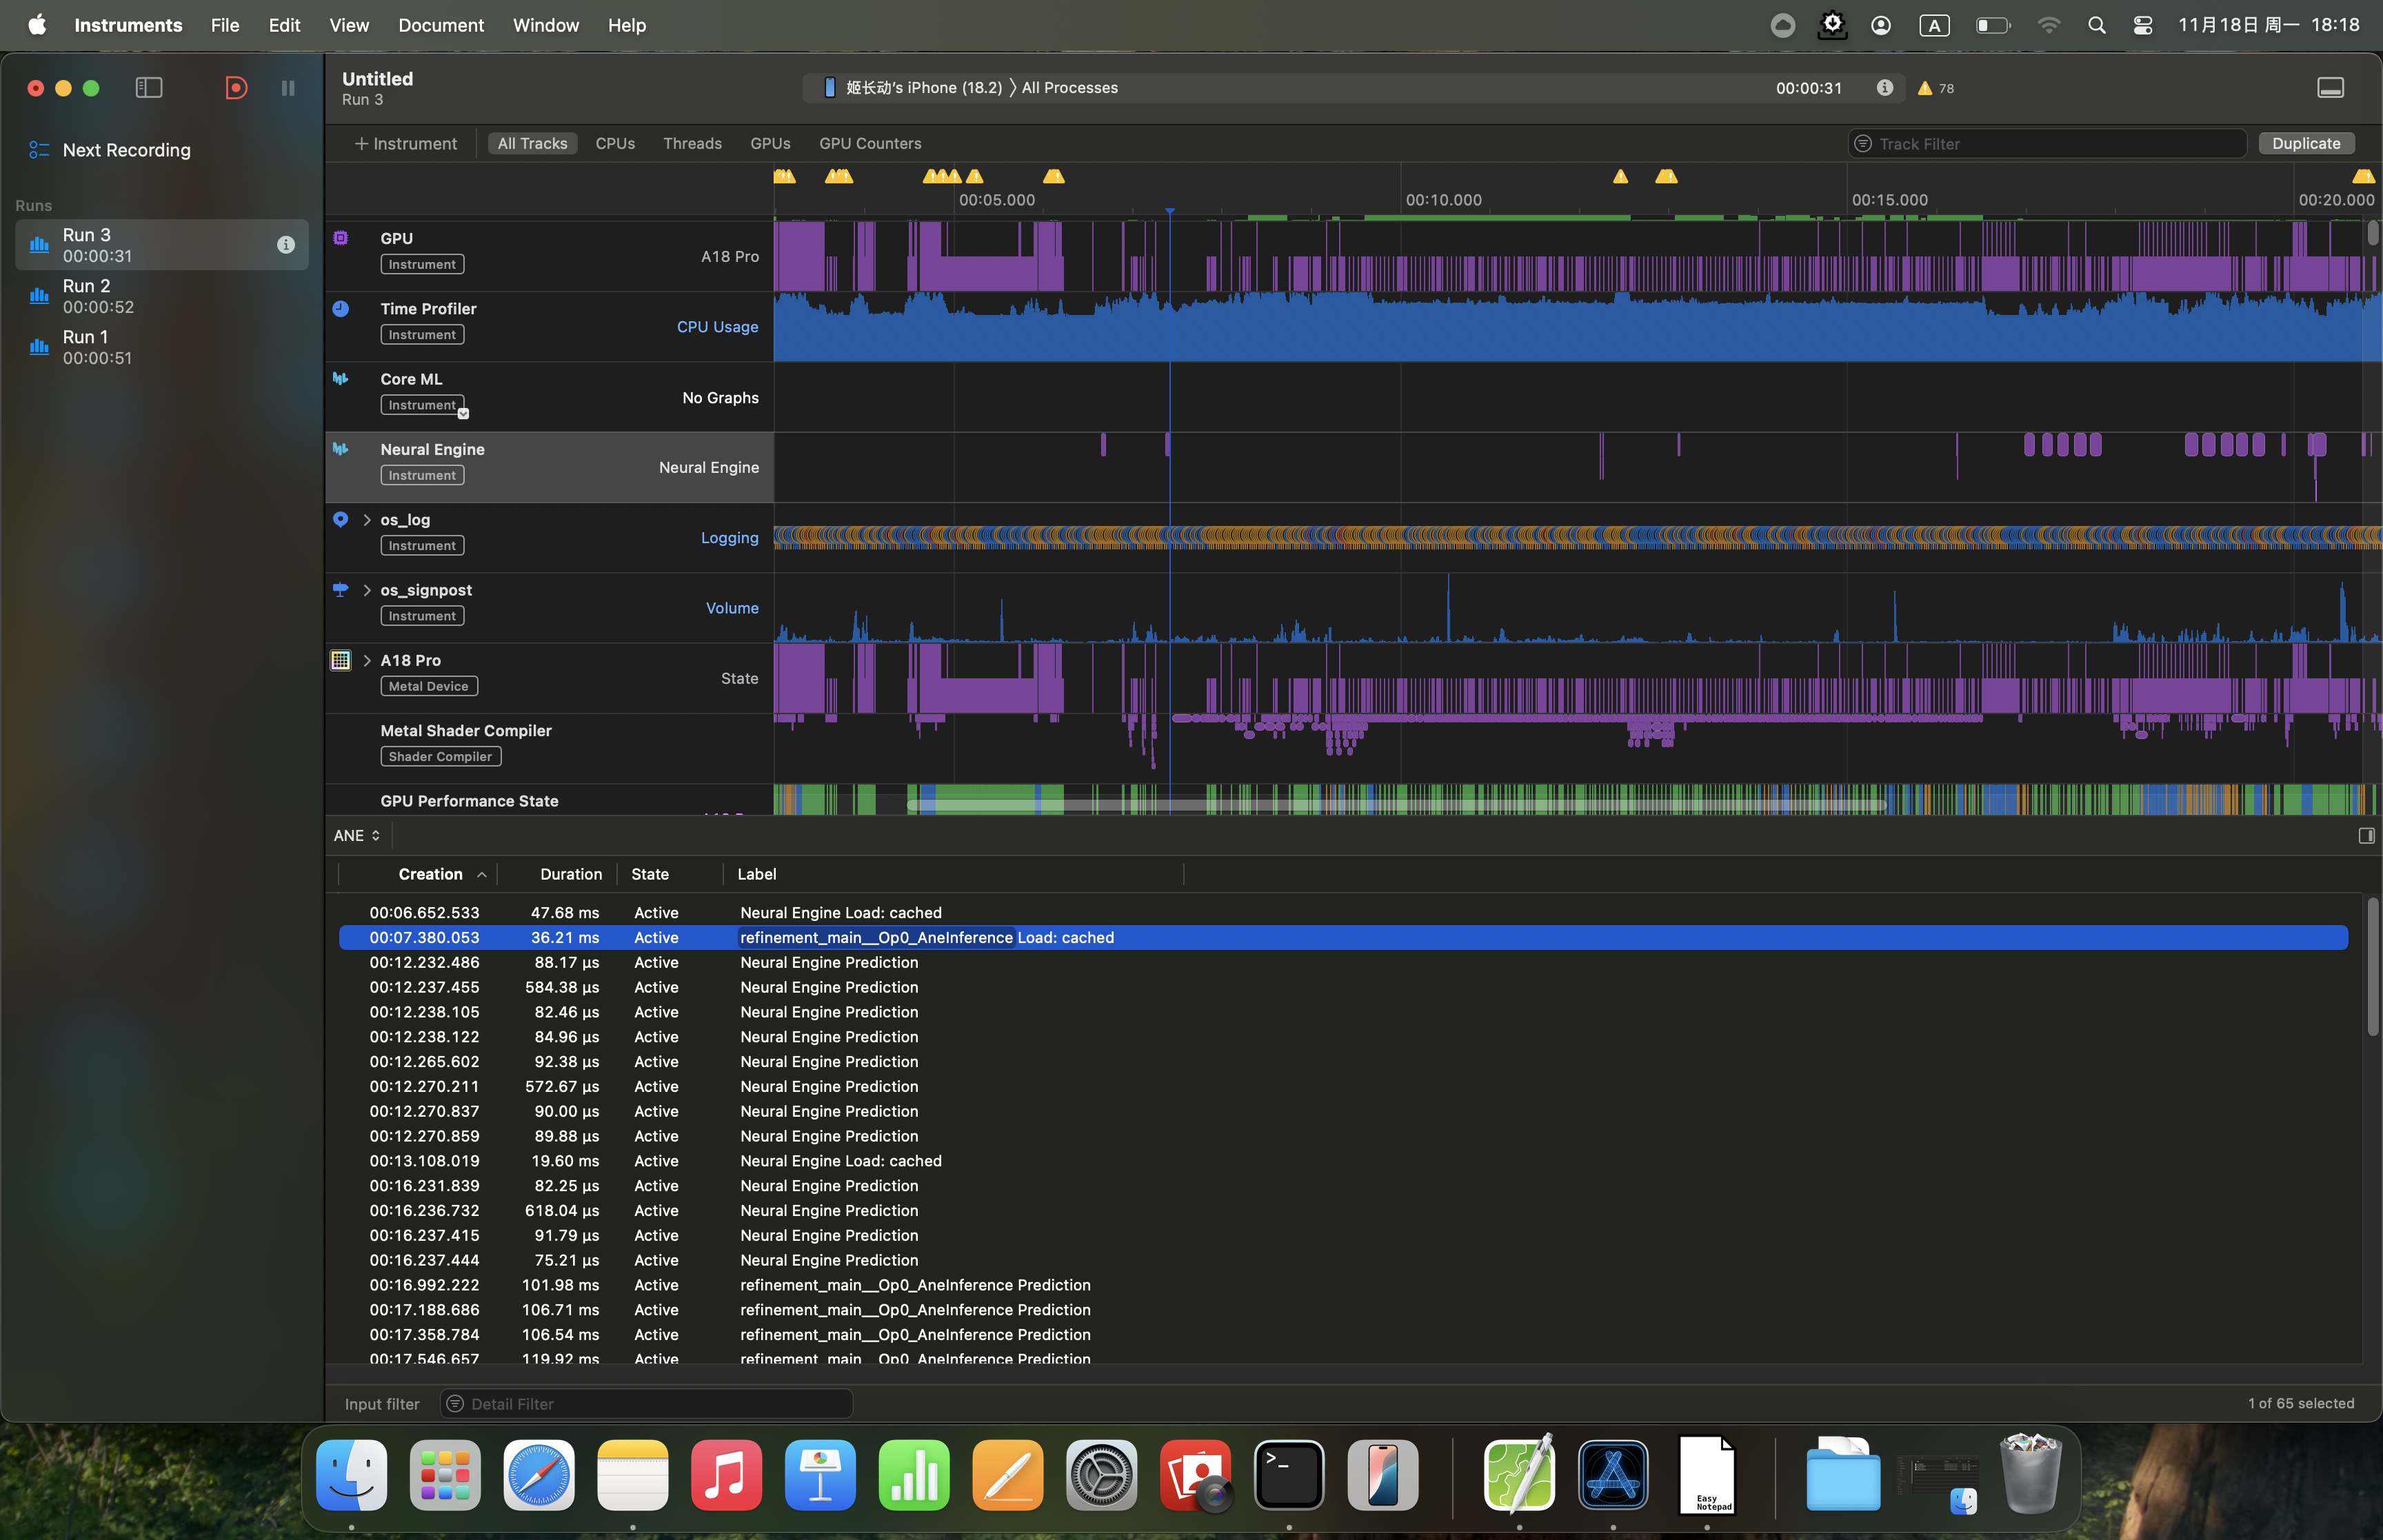 Instruments File Edit View Document Window Help
A 11月18日 周一 18:18
Untitled
Run 3
姬长动's iPhone (18.2) 〉 All Processes 00:00:31 78
Next Recording
Runs
Run 3
00:00:31
Run 2
00:00:52
Run 1
00:00:51
+ Instrument All Tracks CPUs Threads GPUs GPU Counters Track Filter Duplicate
00:05.000 00:10.000 00:15.000 00:20.000
GPU
Instrument
A18 Pro
Time Profiler
Instrument
CPU Usage
Core ML
Instrument
No Graphs
Neural Engine
Instrument
Neural Engine
os_log
Instrument
Logging
os_signpost
Instrument
Volume
A18 Pro
Metal Device
State
Metal Shader Compiler
Shader Compiler
GPU Performance State
ANE
Creation Duration State Label
00:06.652.533 47.68 ms Active Neural Engine Load: cached
00:07.380.053 36.21 ms Active refinement_main__Op0_AneInference Load: cached
00:12.232.486 88.17 µs Active Neural Engine Prediction
00:12.237.455 584.38 µs Active Neural Engine Prediction
00:12.238.105 82.46 µs Active Neural Engine Prediction
00:12.238.122 84.96 µs Active Neural Engine Prediction
00:12.265.602 92.38 µs Active Neural Engine Prediction
00:12.270.211 572.67 µs Active Neural Engine Prediction
00:12.270.837 90.00 µs Active Neural Engine Prediction
00:12.270.859 89.88 µs Active Neural Engine Prediction
00:13.108.019 19.60 ms Active Neural Engine Load: cached
00:16.231.839 82.25 µs Active Neural Engine Prediction
00:16.236.732 618.04 µs Active Neural Engine Prediction
00:16.237.415 91.79 µs Active Neural Engine Prediction
00:16.237.444 75.21 µs Active Neural Engine Prediction
00:16.992.222 101.98 ms Active refinement_main__Op0_AneInference Prediction
00:17.188.686 106.71 ms Active refinement_main__Op0_AneInference Prediction
00:17.358.784 106.54 ms Active refinement_main__Op0_AneInference Prediction
00:17.546.657 119.92 ms Active refinement_main__Op0_AneInference Prediction
Input filter Detail Filter 1 of 65 selected
Easy
Notepad